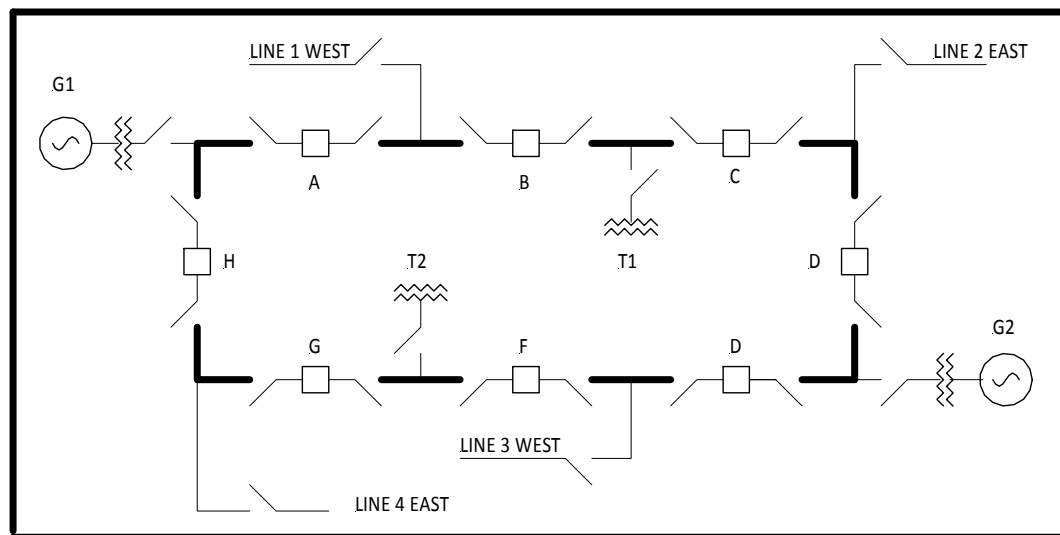 LINE 1 WEST
LINE 2 EAST
G1
A
B
C
H
T2
T1
D
G2
G
F
D
LINE 3 WEST
LINE 4 EAST